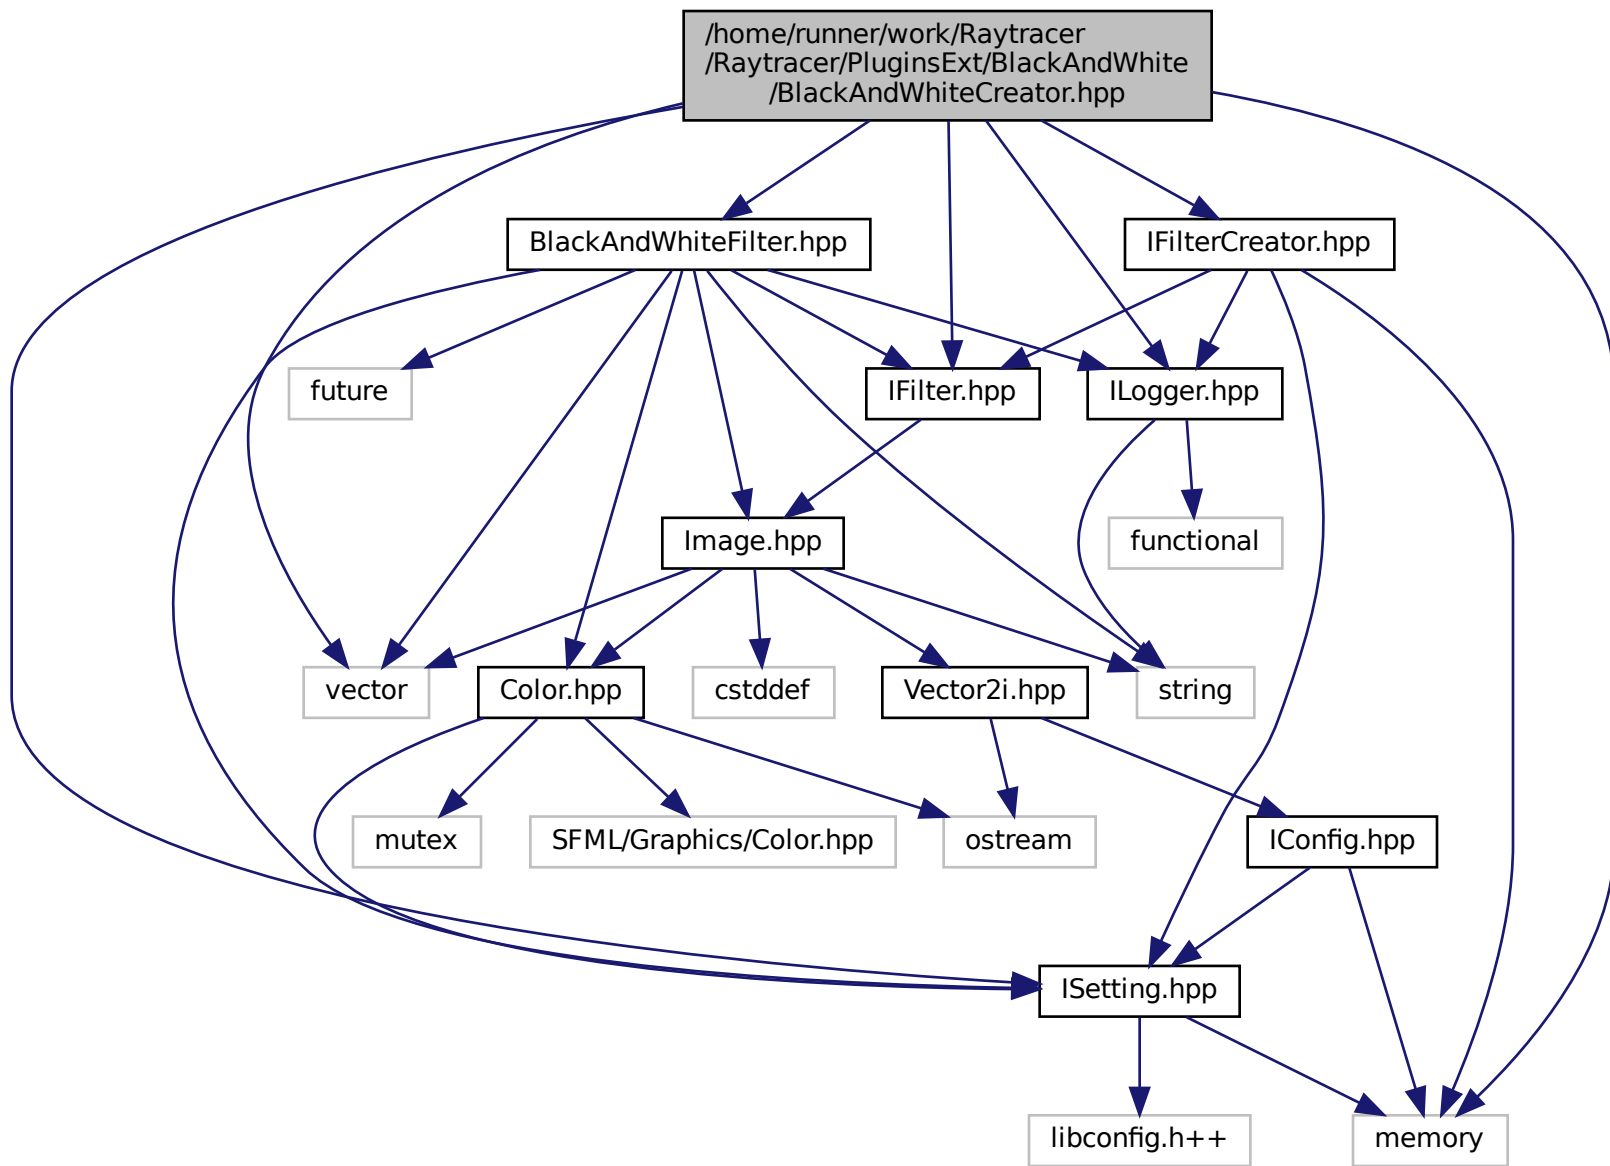 /home/runner/work/Raytracer
/Raytracer/PluginsExt/BlackAndWhite
/BlackAndWhiteCreator.hpp
BlackAndWhiteFilter.hpp
IFilterCreator.hpp
future
IFilter.hpp
ILogger.hpp
Image.hpp
functional
vector
Color.hpp
cstddef
Vector2i.hpp
string
mutex
SFML/Graphics/Color.hpp
ostream
IConfig.hpp
ISetting.hpp
libconfig.h++
memory